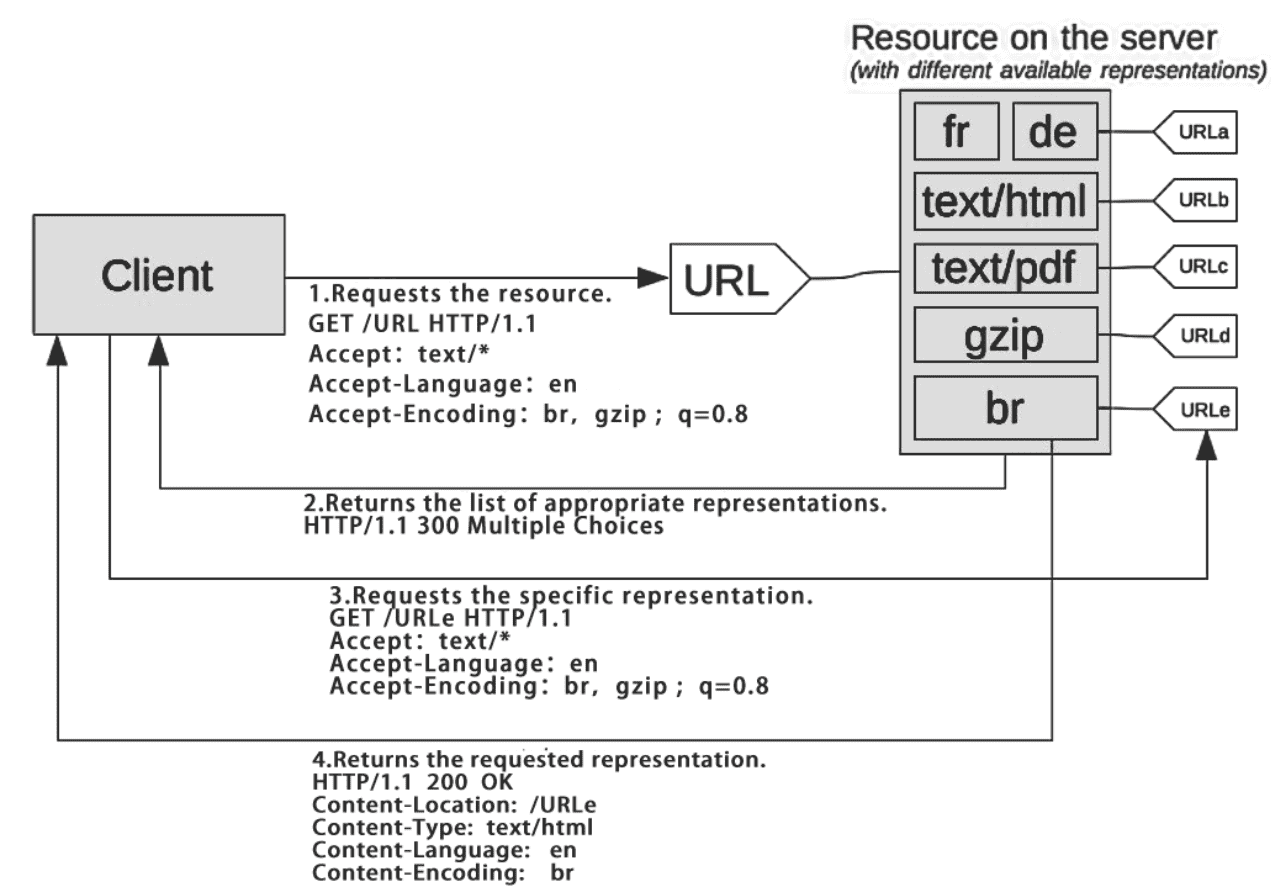 Resource on the server
(with different available representations)
fr
de
URLa
text/html
URLb
Client
URL
text/pdf
URLc
1.Requests the resource.
GET /URL HTTP/1.1
Accept: text/*
Accept-Language: en
Accept-Encoding: br, gzip ; q=0.8
gzip
URLd
br
URLe
2.Returns the list of appropriate representations.
HTTP/1.1 300 Multiple Choices
3.Requests the specific representation.
GET /URLe HTTP/1.1
Accept: text/*
Accept-Language: en
Accept-Encoding: br, gzip ; q=0.8
4.Returns the requested representation.
HTTP/1.1 200 OK
Content-Location: /URLe
Content-Type: text/html
Content-Language: en
Content-Encoding: br